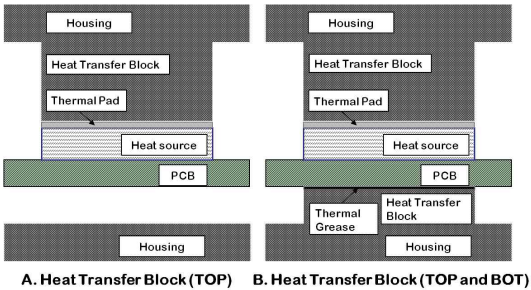 Housing
Heat Transfer Block
Thermal Pad
Heat source
PCB
Housing
A. Heat Transfer Block (TOP)
Housing
Heat Transfer Block
Thermal Pad
Heat source
PCB
Heat Transfer
Block
Thermal
Grease
Housing
B. Heat Transfer Block (TOP and BOT)